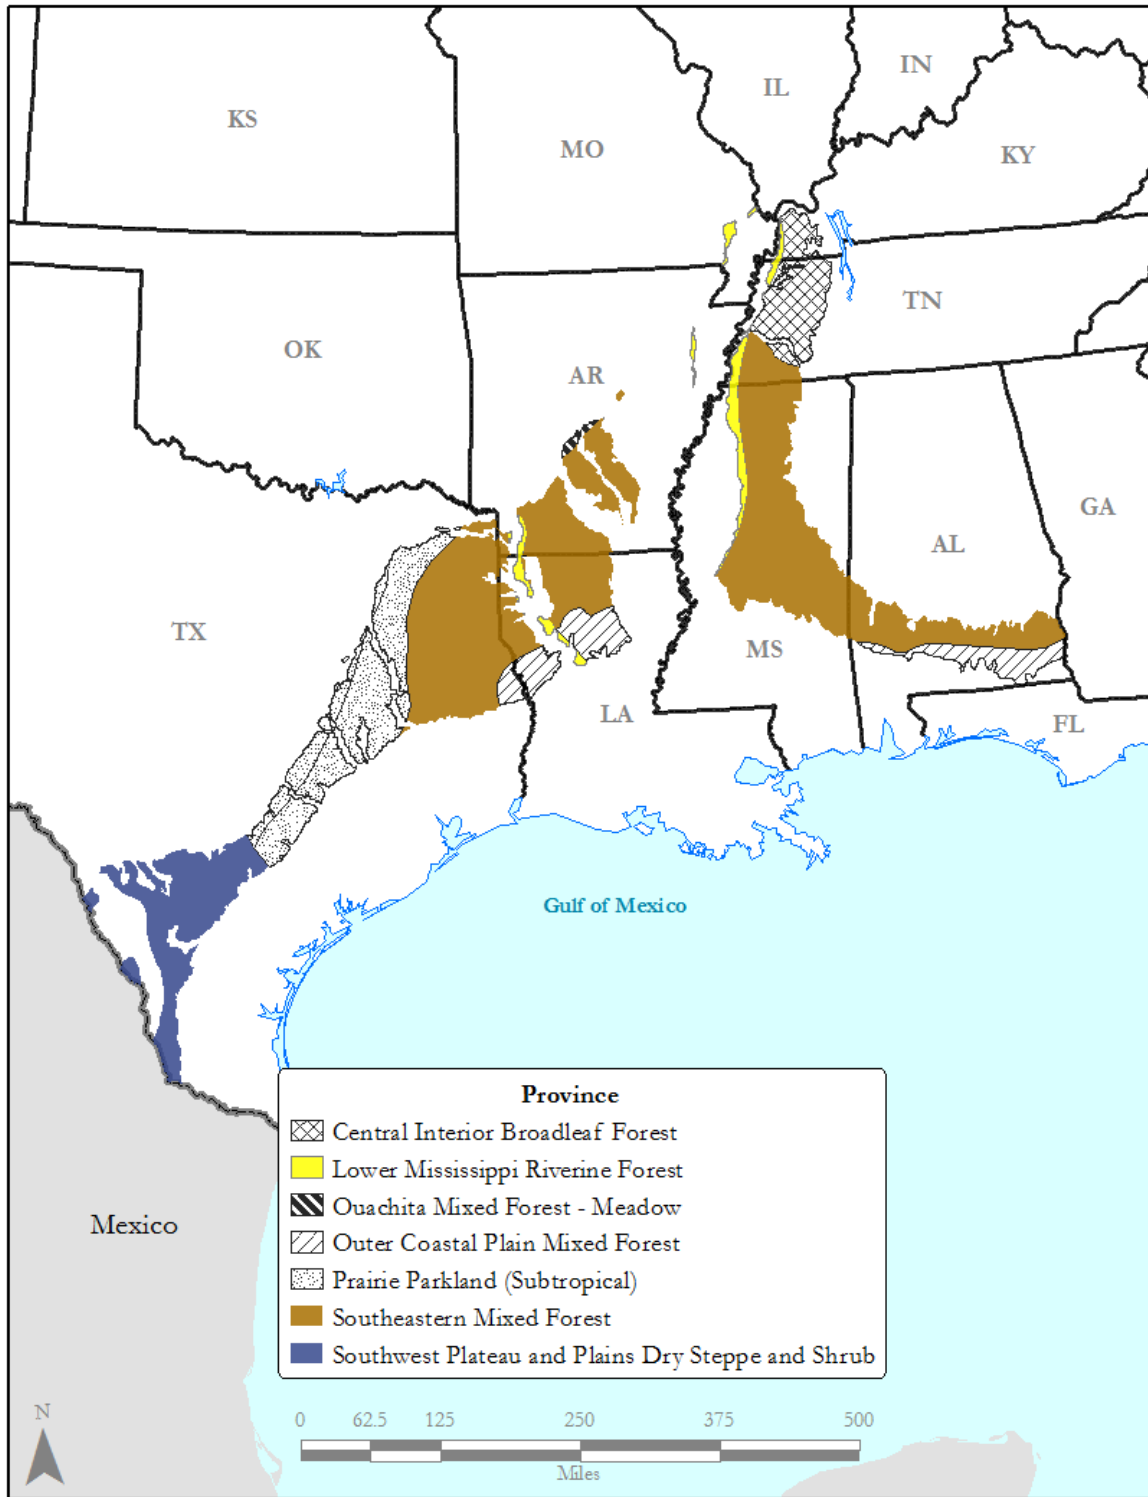 IN
IL
KS
MO
KY
TN
OK
AR
GA
AL
TX
MS
LA
FL
Gulf of Mexico
Mexico
Province
Central Interior Broadleaf Forest
Lower Mississippi Riverine Forest
Ouachita Mixed Forest - Meadow
Outer Coastal Plain Mixed Forest
Prairie Parkland (Subtropical)
Southeastern Mixed Forest
Southwest Plateau and Plains Dry Steppe and Shrub
N
0 62.5 125 250 375 500
Miles